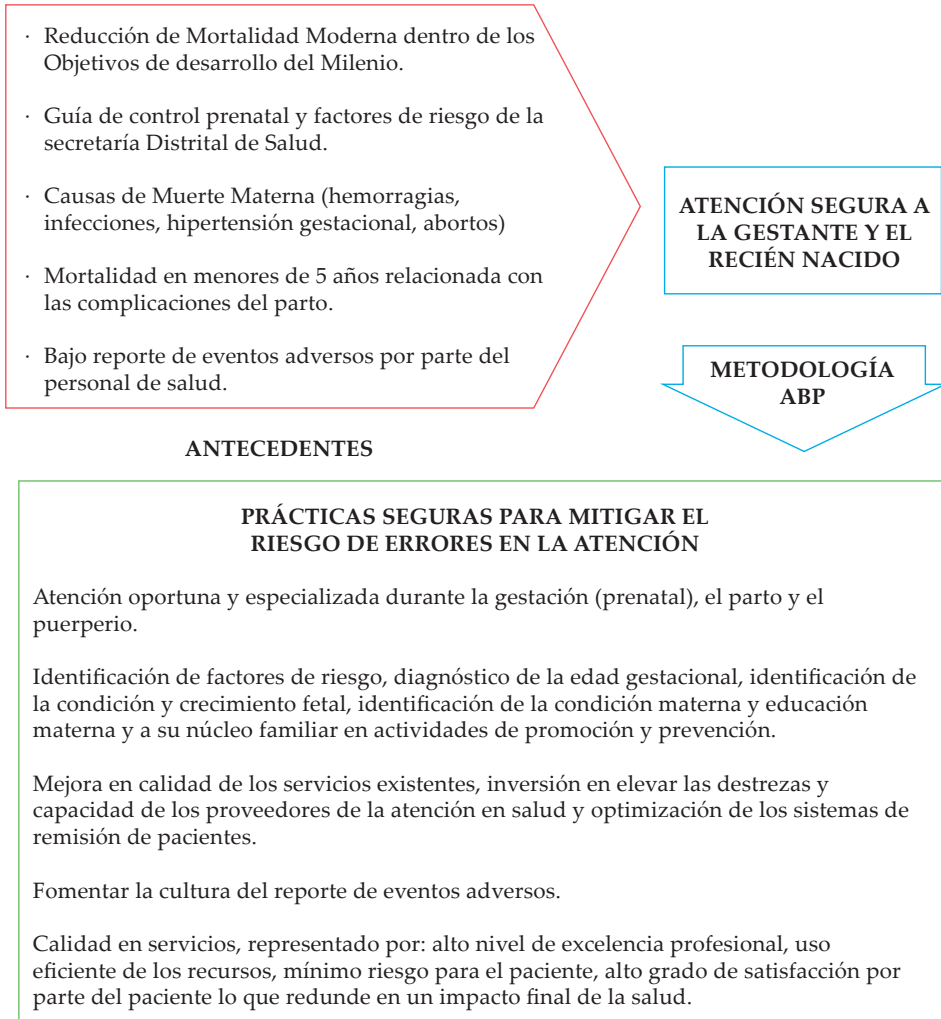 · Reducción de Mortalidad Moderna dentro de los
Objetivos de desarrollo del Milenio.
· Guía de control prenatal y factores de riesgo de la
secretaría Distrital de Salud.
· Causas de Muerte Materna (hemorragias,
infecciones, hipertensión gestacional, abortos)
· Mortalidad en menores de 5 años relacionada con
las complicaciones del parto.
· Bajo reporte de eventos adversos por parte del
personal de salud.
ANTECEDENTES
ATENCIÓN SEGURA A
LA GESTANTE Y EL
RECIÉN NACIDO
METODOLOGÍA
ABP
PRÁCTICAS SEGURAS PARA MITIGAR EL
RIESGO DE ERRORES EN LA ATENCIÓN
Atención oportuna y especializada durante la gestación (prenatal), el parto y el
puerperio.
Identificación de factores de riesgo, diagnóstico de la edad gestacional, identificación de
la condición y crecimiento fetal, identificación de la condición materna y educación
materna y a su núcleo familiar en actividades de promoción y prevención.
Mejora en calidad de los servicios existentes, inversión en elevar las destrezas y
capacidad de los proveedores de la atención en salud y optimización de los sistemas de
remisión de pacientes.
Fomentar la cultura del reporte de eventos adversos.
Calidad en servicios, representado por: alto nivel de excelencia profesional, uso
eficiente de los recursos, mínimo riesgo para el paciente, alto grado de satisfacción por
parte del paciente lo que redunde en un impacto final de la salud.